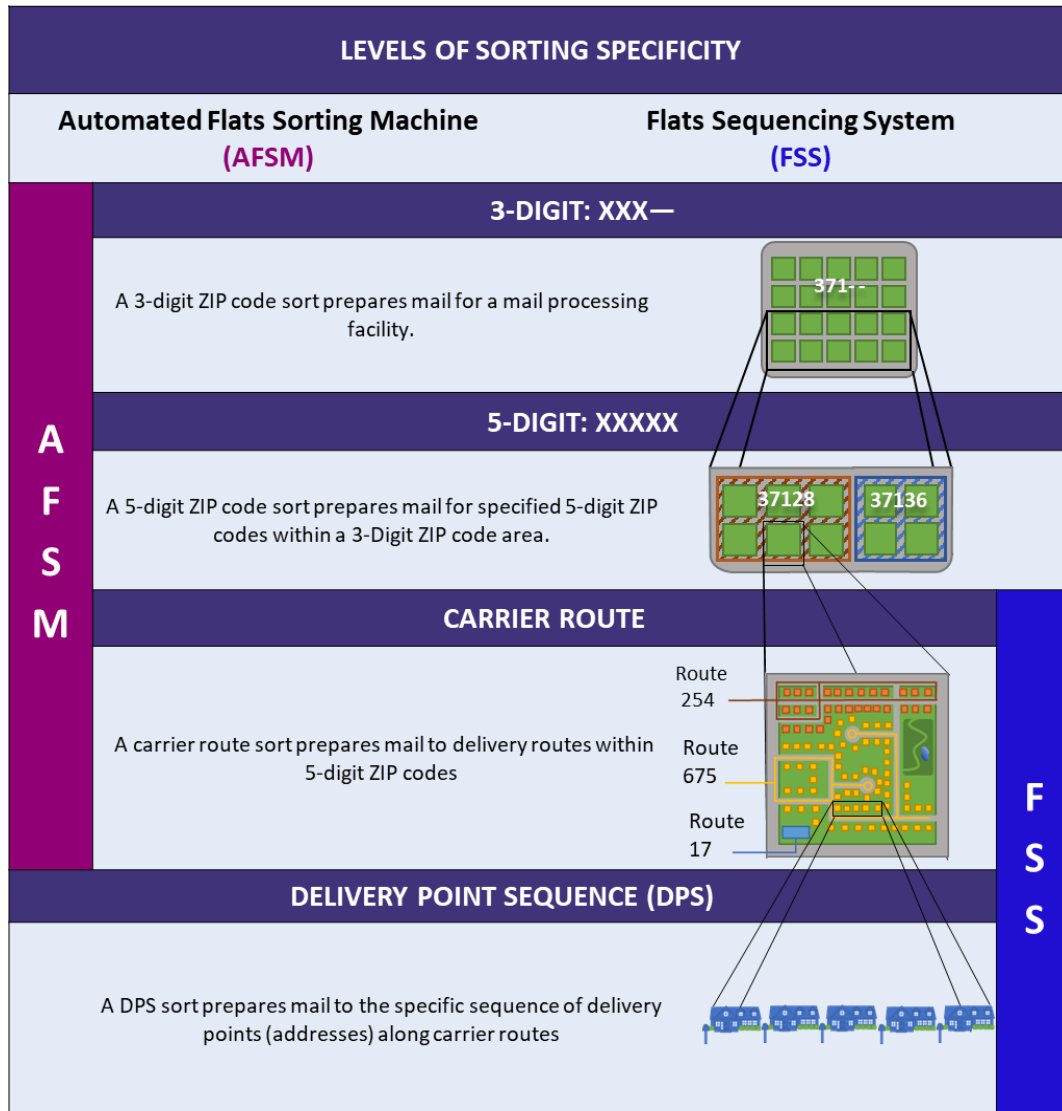 LEVELS OF SORTING SPECIFICITY
Automated Flats Sorting Machine
(AFSM)
Flats Sequencing System
(FSS)
3-DIGIT: XXX—
A 3-digit ZIP code sort prepares mail for a mail processing
facility.
371--
5-DIGIT: XXXXX
A 5-digit ZIP code sort prepares mail for specified 5-digit ZIP
codes within a 3-Digit ZIP code area.
37128
37136
CARRIER ROUTE
A carrier route sort prepares mail to delivery routes within
5-digit ZIP codes
Route
254
Route
675
Route
17
DELIVERY POINT SEQUENCE (DPS)
A DPS sort prepares mail to the specific sequence of delivery
points (addresses) along carrier routes
A
F
S
M
F
S
S